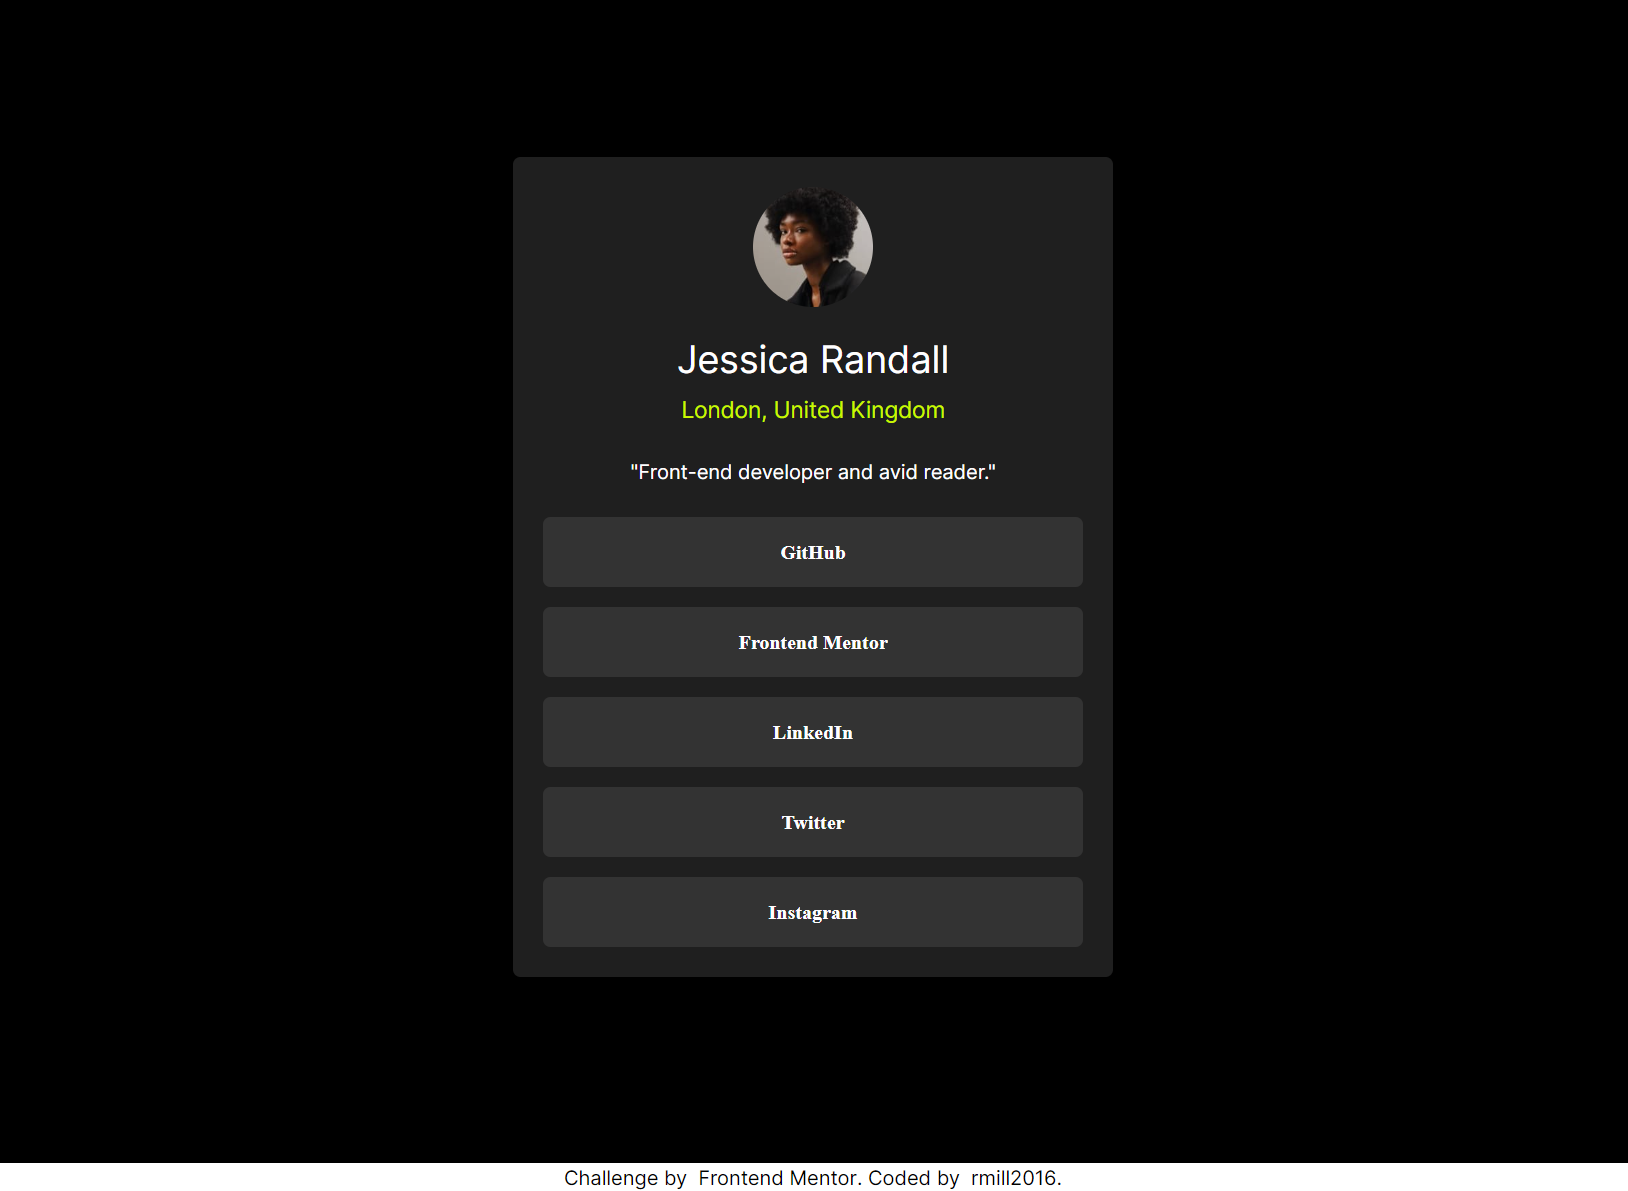 Jessica Randall
London, United Kingdom
"Front-end developer and avid reader."
GitHub
Frontend Mentor
LinkedIn
Twitter
Instagram
Challenge by Frontend Mentor. Coded by rmill2016.